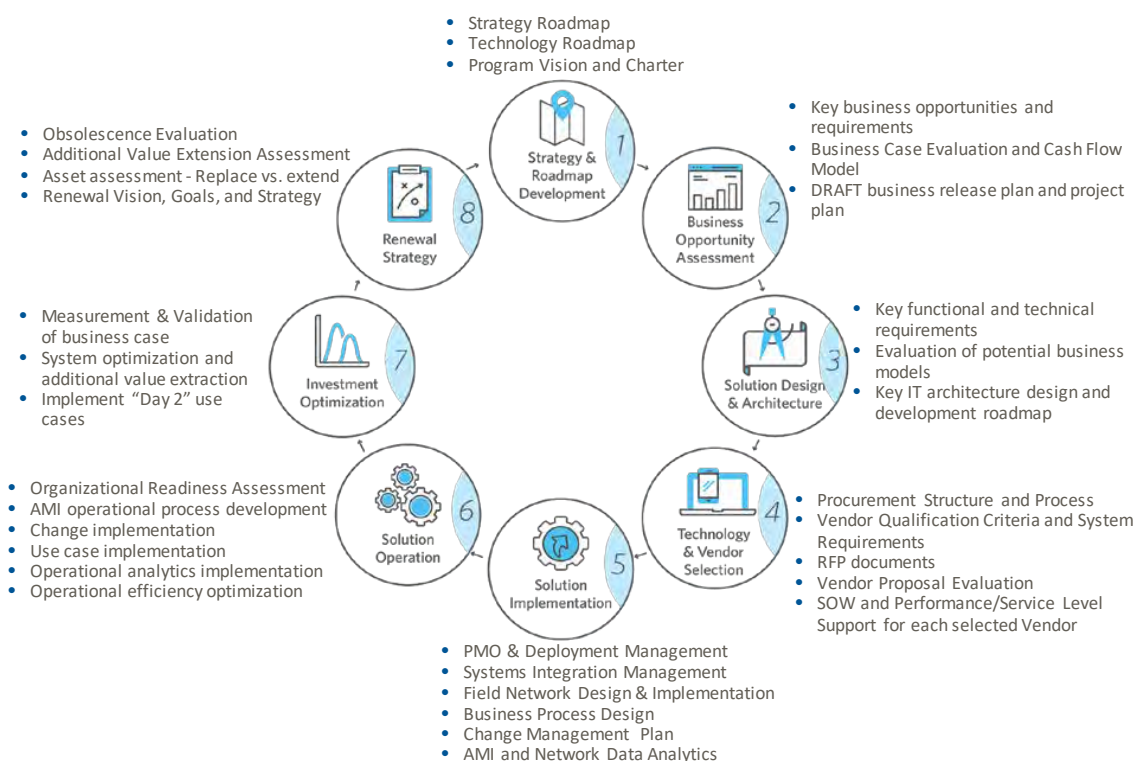 • Strategy Roadmap
• Technology Roadmap
• Program Vision and Charter
1
Strategy &
Roadmap
Development
• Key business opportunities and
requirements
• Business Case Evaluation and Cash Flow
Model
• DRAFT business release plan and project
plan
2
Business
Opportunity
Assessment
• Key functional and technical
requirements
• Evaluation of potential business
models
• Key IT architecture design and
development roadmap
3
Solution Design
& Architecture
• Procurement Structure and Process
• Vendor Qualification Criteria and System
Requirements
• RFP documents
• Vendor Proposal Evaluation
• SOW and Performance/Service Level
Support for each selected Vendor
4
Technology
& Vendor
Selection
5
Solution
Implementation
• PMO & Deployment Management
• Systems Integration Management
• Field Network Design & Implementation
• Business Process Design
• Change Management Plan
• AMI and Network Data Analytics
6
Solution
Operation
• Organizational Readiness Assessment
• AMI operational process development
• Change implementation
• Use case implementation
• Operational analytics implementation
• Operational efficiency optimization
7
Investment
Optimization
• Measurement & Validation
of business case
• System optimization and
additional value extraction
• Implement “Day 2” use
cases
8
Renewal
Strategy
• Obsolescence Evaluation
• Additional Value Extension Assessment
• Asset assessment - Replace vs. extend
• Renewal Vision, Goals, and Strategy